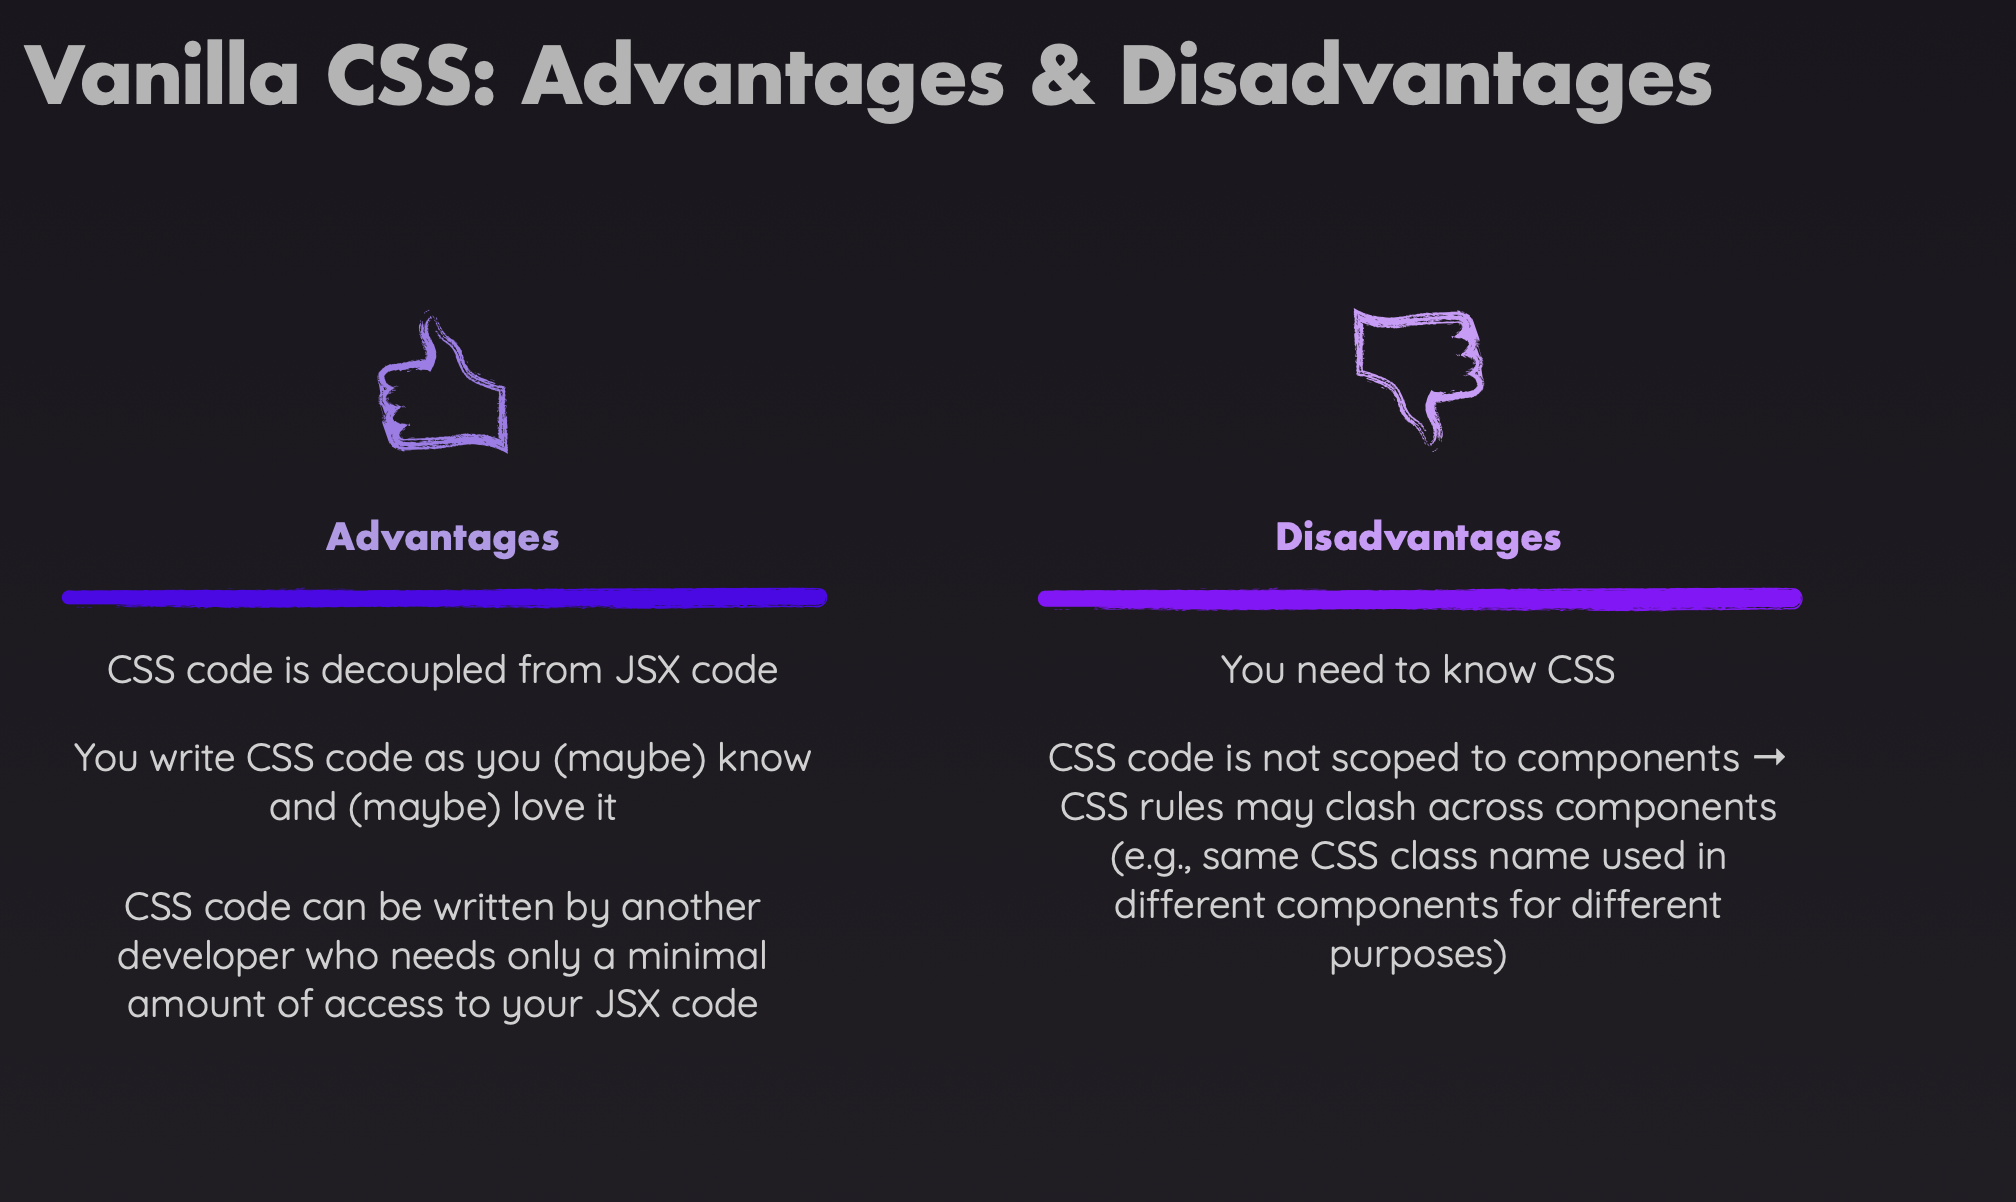 Vanilla CSS: Advantages & Disadvantages
Advantages
CSS code is decoupled from JSX code
You write CSS code as you (maybe) know
and (maybe) love it
CSS code can be written by another
developer who needs only a minimal
amount of access to your JSX code
Disadvantages
You need to know CSS
CSS code is not scoped to components →
CSS rules may clash across components
(e.g., same CSS class name used in
different components for different
purposes)